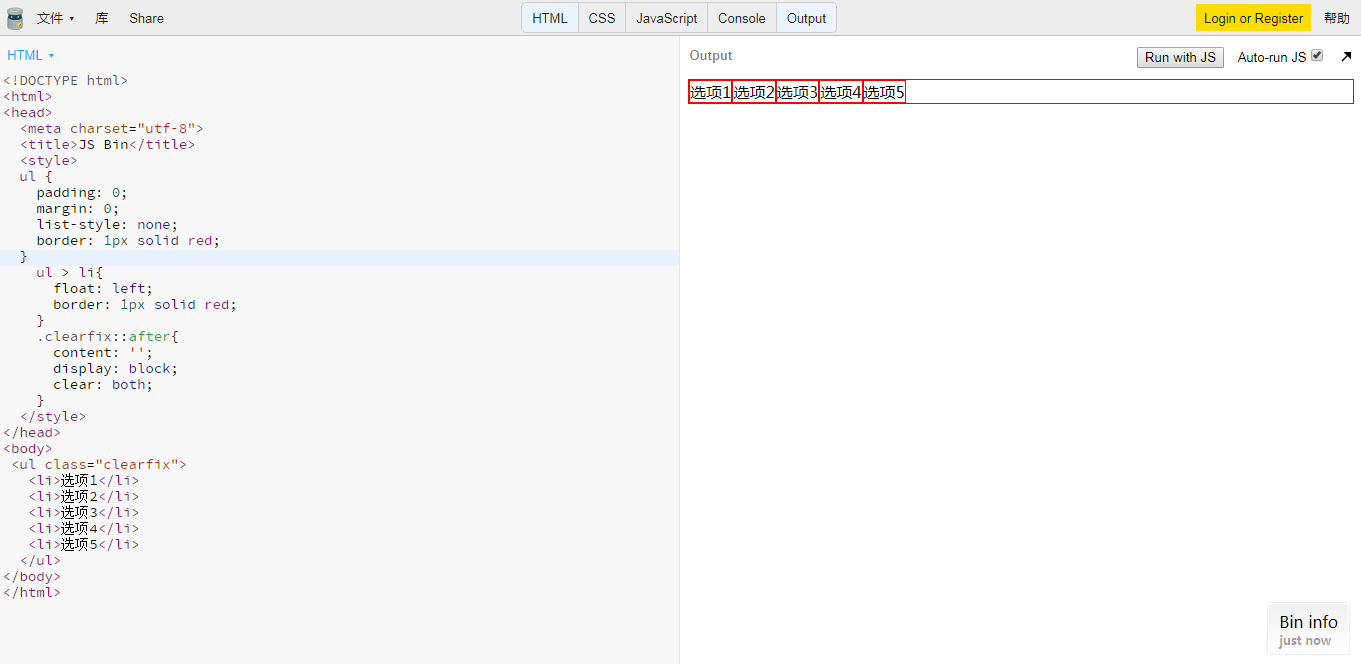 文件 库 Share HTML CSS JavaScript Console Output Login or Register 帮助
HTML
<!DOCTYPE html>
<html>
<head>
  <meta charset="utf-8">
  <title>JS Bin</title>
  <style>
  ul {
    padding: 0;
    margin: 0;
    list-style: none;
    border: 1px solid red;
  }
    ul > li{
      float: left;
      border: 1px solid red;
    }
    .clearfix::after{
      content: '';
      display: block;
      clear: both;
    }
  </style>
</head>
<body>
 <ul class="clearfix">
   <li>选项1</li>
   <li>选项2</li>
   <li>选项3</li>
   <li>选项4</li>
   <li>选项5</li>
  </ul>
</body>
</html>
Output Run with JS Auto-run JS
选项1选项2选项3选项4选项5
Bin info
just now